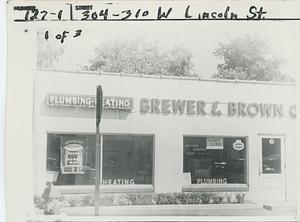 NUMBER STREET
127-1 304-310 W Lincoln St.
1 of 3
PLUMBING-HEATING BREWER & BROWN C
HEATING
PLUMBING